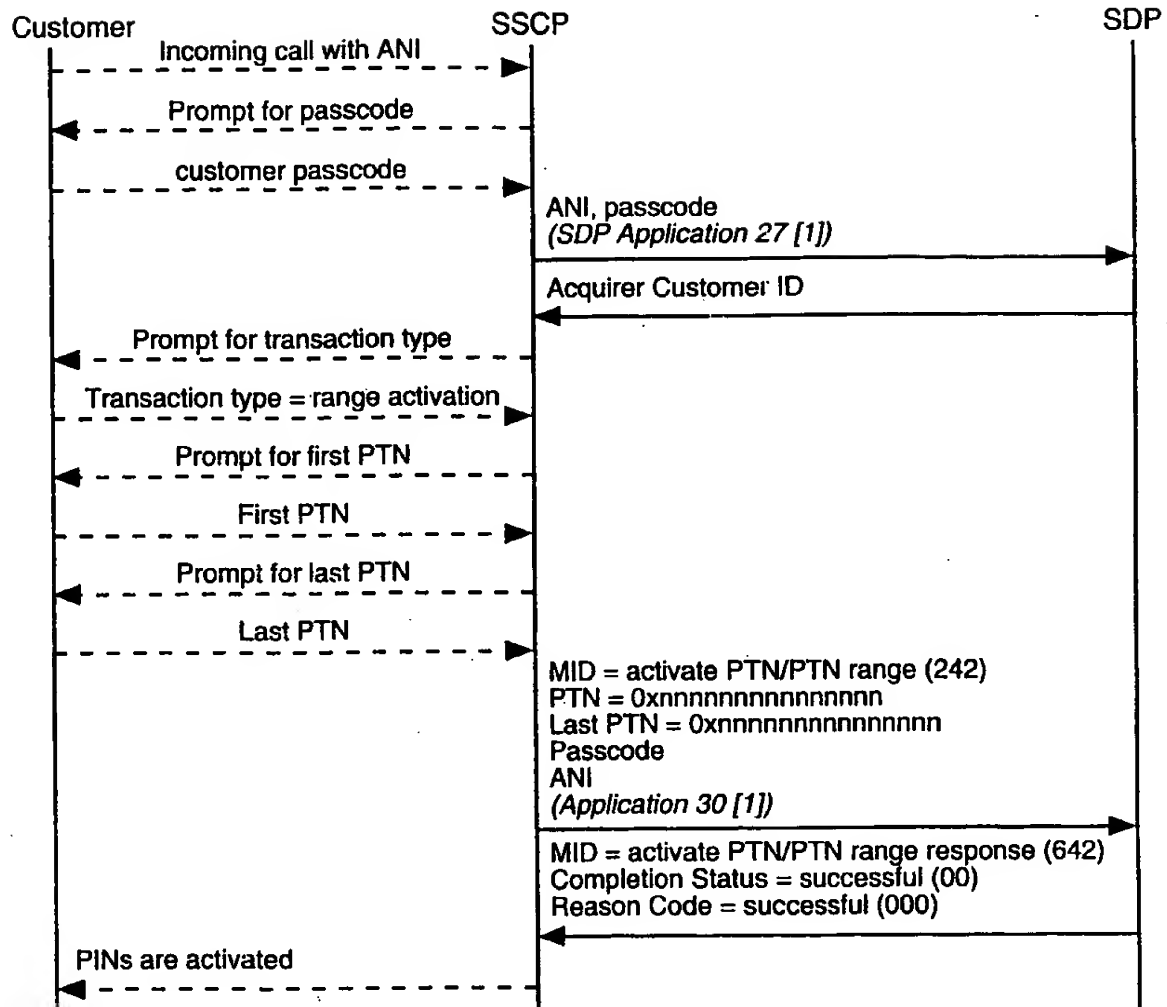 Customer
SSCP
SDP
Incoming call with ANI
Prompt for passcode
customer passcode
ANI, passcode
(SDP Application 27 [1])
Acquirer Customer ID
Prompt for transaction type
Transaction type = range activation
Prompt for first PTN
First PTN
Prompt for last PTN
Last PTN
MID = activate PTN/PTN range (242)
PTN = 0xnnnnnnnnnnnnnnnn
Last PTN = 0xnnnnnnnnnnnnnnnn
Passcode
ANI
(Application 30 [1])
MID = activate PTN/PTN range response (642)
Completion Status = successful (00)
Reason Code = successful (000)
PINs are activated